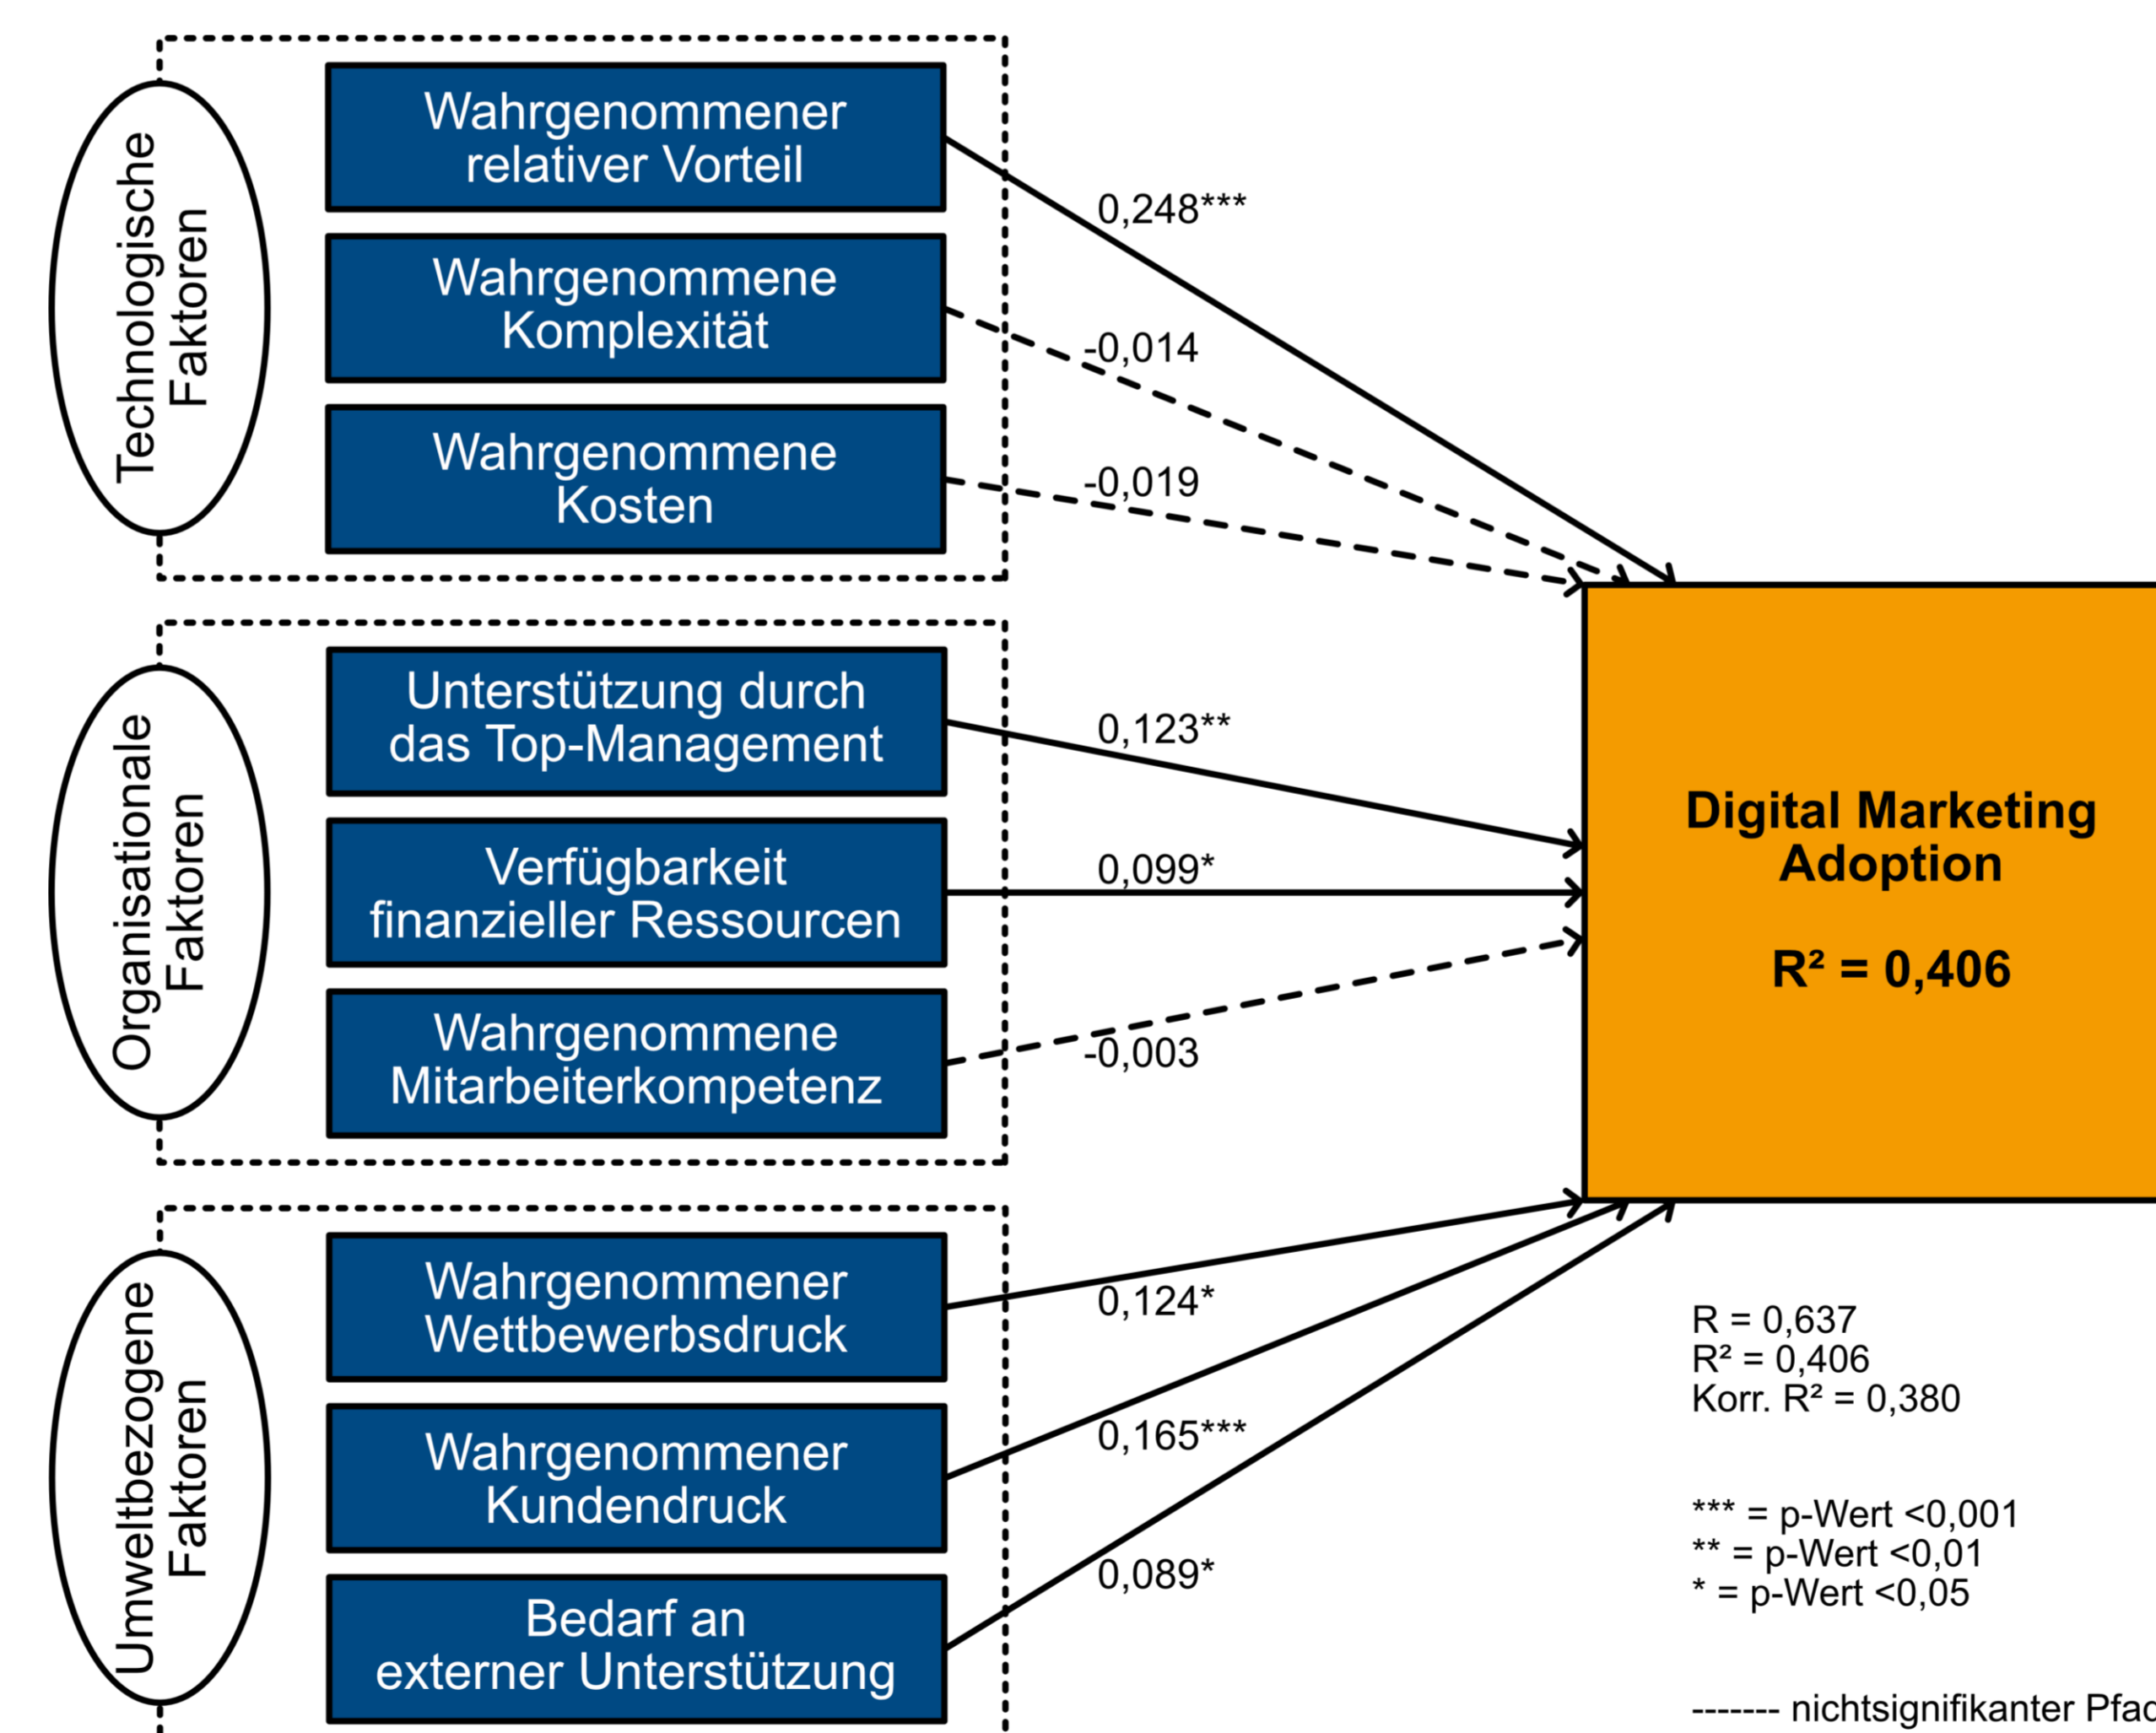 Technologische
Faktoren
Wahrgenommener
relativer Vorteil
Wahrgenommene
Komplexität
Wahrgenommene
Kosten
0,248***
-0,014
-0,019
Organisationale
Faktoren
Unterstützung durch
das Top-Management
Verfügbarkeit
finanzieller Ressourcen
Wahrgenommene
Mitarbeiterkompetenz
0,123**
0,099*
-0,003
Digital Marketing
Adoption
R² = 0,406
Umweltbezogene
Faktoren
Wahrgenommener
Wettbewerbsdruck
Wahrgenommener
Kundendruck
Bedarf an
externer Unterstützung
0,124*
0,165***
0,089*
R = 0,637
R² = 0,406
Korr. R² = 0,380
*** = p-Wert <0,001
** = p-Wert <0,01
* = p-Wert <0,05
------- nichtsignifikanter Pfad